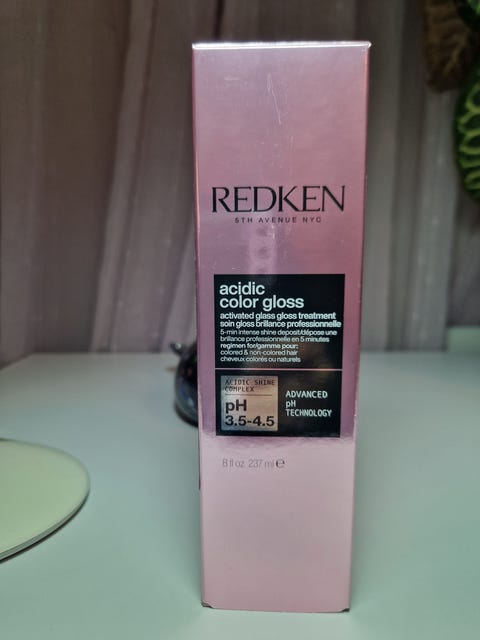 REDKEN
5TH AVENUE NYC
acidic
color gloss
activated glass gloss treatment
soin gloss brillance professionnelle
5-min intense shine deposit/dépose une
brillance professionnelle en 5 minutes
regimen for/gamme pour:
colored & non-colored hair
cheveux colorés ou naturels
ACIDIC SHINE
COMPLEX
pH
3.5-4.5
ADVANCED
pH
TECHNOLOGY
8 fl oz 237 ml e